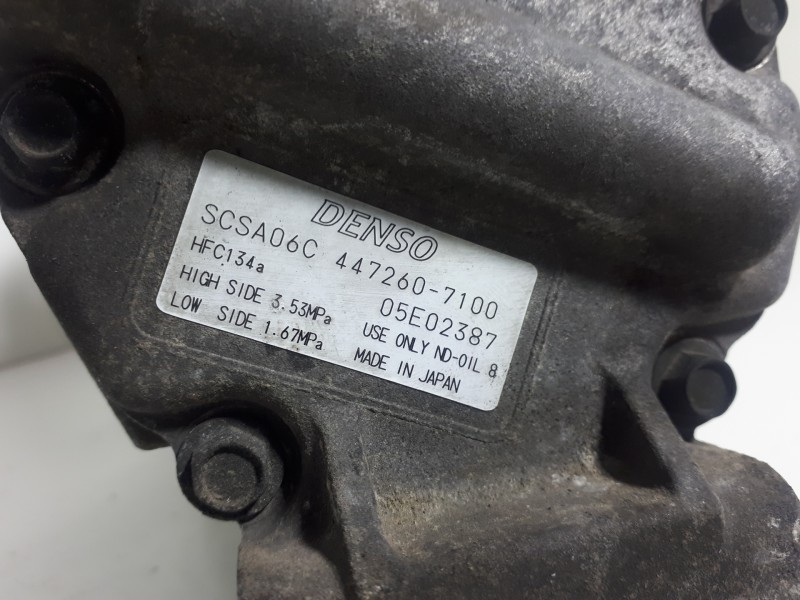 DENSO
SCSA06C 447260-7100
HFC134a 05E02387
HIGH SIDE 3.53MPa USE ONLY ND-OIL 8
LOW SIDE 1.67MPa MADE IN JAPAN